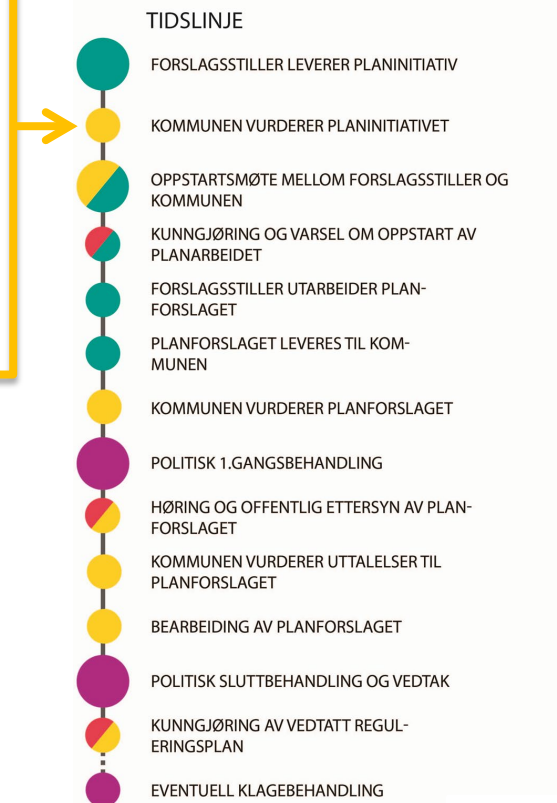 TIDSLINJE
FORSLAGSSTILLER LEVERER PLANINITIATIV
KOMMUNEN VURDERER PLANINITIATIVET
OPPSTARTSMØTE MELLOM FORSLAGSSTILLER OG
KOMMUNEN
KUNNGJØRING OG VARSEL OM OPPSTART AV
PLANARBEIDET
FORSLAGSSTILLER UTARBEIDER PLAN-
FORSLAGET
PLANFORSLAGET LEVERES TIL KOM-
MUNEN
KOMMUNEN VURDERER PLANFORSLAGET
POLITISK 1.GANGSBEHANDLING
HØRING OG OFFENTLIG ETTERSYN AV PLAN-
FORSLAGET
KOMMUNEN VURDERER UTTALELSER TIL
PLANFORSLAGET
BEARBEIDING AV PLANFORSLAGET
POLITISK SLUTTBEHANDLING OG VEDTAK
KUNNGJØRING AV VEDTATT REGUL-
ERINGSPLAN
EVENTUELL KLAGEBEHANDLING